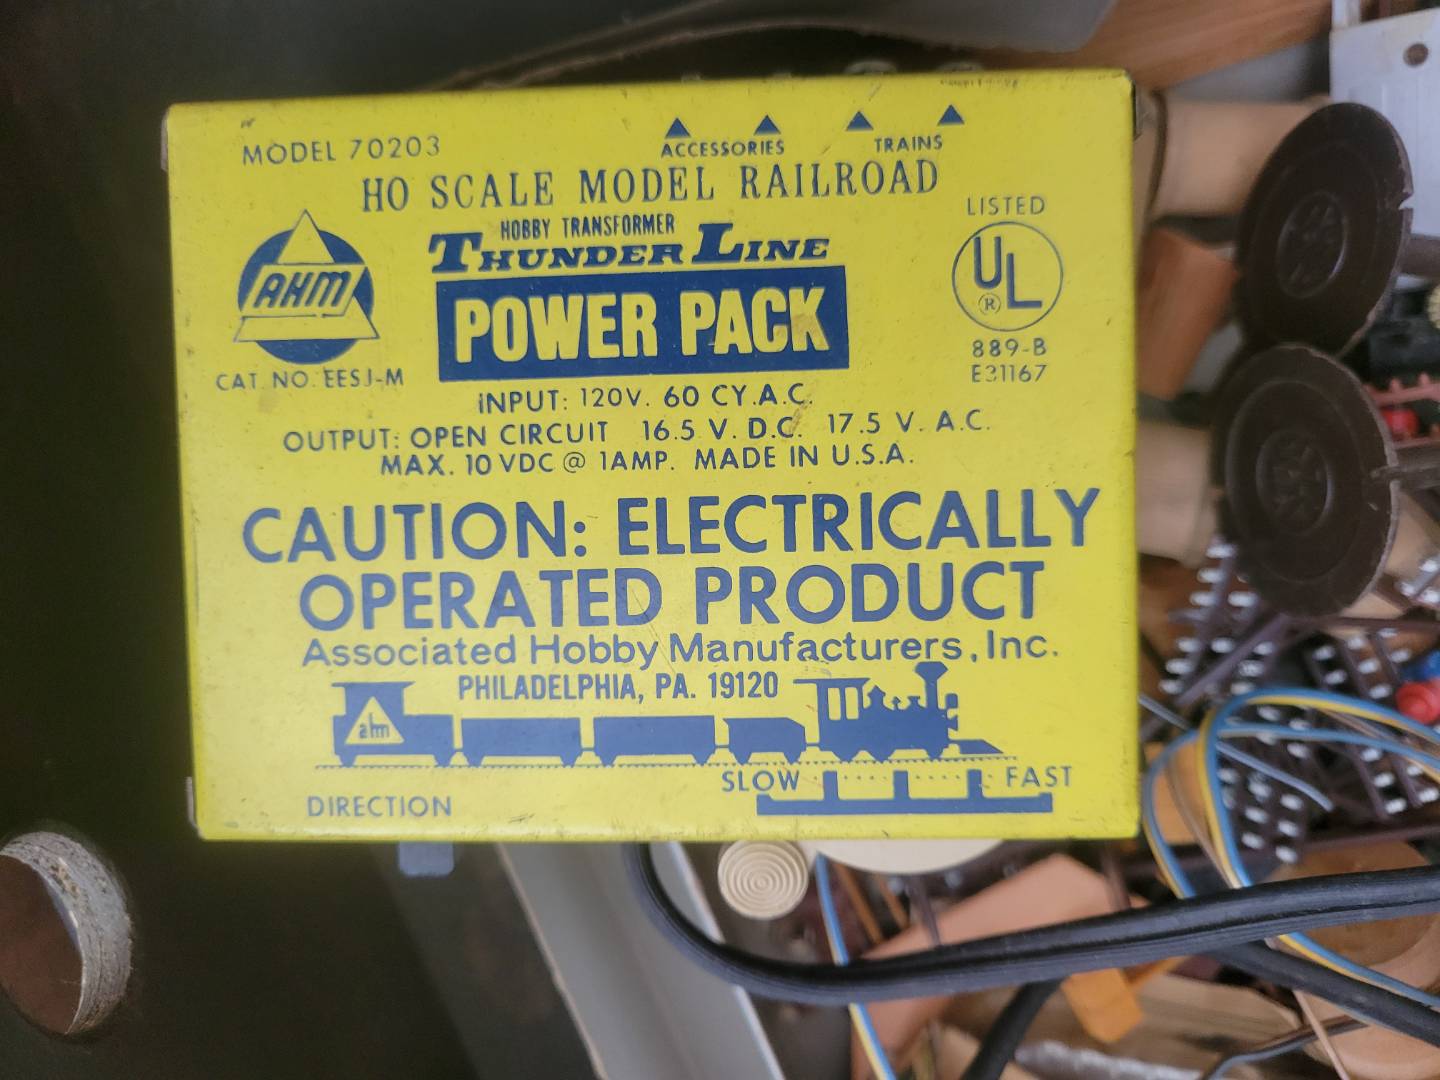 MODEL 70203
ACCESSORIES TRAINS
HO SCALE MODEL RAILROAD
HOBBY TRANSFORMER
THUNDER LINE
POWER PACK
AHM
CAT. NO. EESJ-M
LISTED
UL
®
889-B
E31167
INPUT: 120V. 60 CY.A.C.
OUTPUT: OPEN CIRCUIT 16.5 V. D.C. 17.5 V. A.C.
MAX. 10 VDC @ 1AMP. MADE IN U.S.A.
CAUTION: ELECTRICALLY
OPERATED PRODUCT
Associated Hobby Manufacturers, Inc.
PHILADELPHIA, PA. 19120
ahm
SLOW FAST
DIRECTION